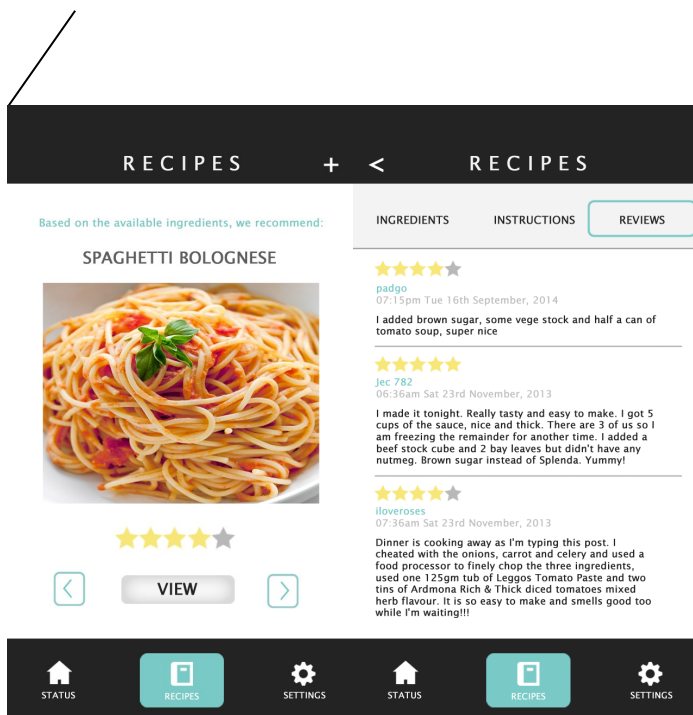 RECIPES
+
Based on the available ingredients, we recommend:
SPAGHETTI BOLOGNESE
VIEW
STATUS
RECIPES
SETTINGS
<
RECIPES
INGREDIENTS
INSTRUCTIONS
REVIEWS
padgo
07:15pm Tue 16th September, 2014
I added brown sugar, some vege stock and half a can of
tomato soup, super nice
Jec 782
06:36am Sat 23rd November, 2013
I made it tonight. Really tasty and easy to make. I got 5
cups of the sauce, nice and thick. There are 3 of us so I
am freezing the remainder for another time. I added a
beef stock cube and 2 bay leaves but didn't have any
nutmeg. Brown sugar instead of Splenda. Yummy!
iloveroses
07:36am Sat 23rd November, 2013
Dinner is cooking away as I'm typing this post. I
cheated with the onions, carrot and celery and used a
food processor to finely chop the three ingredients,
used one 125gm tub of Leggos Tomato Paste and two
tins of Ardmona Rich & Thick diced tomatoes mixed
herb flavour. It is so easy to make and smells good too
while I'm waiting!!!
STATUS
RECIPES
SETTINGS